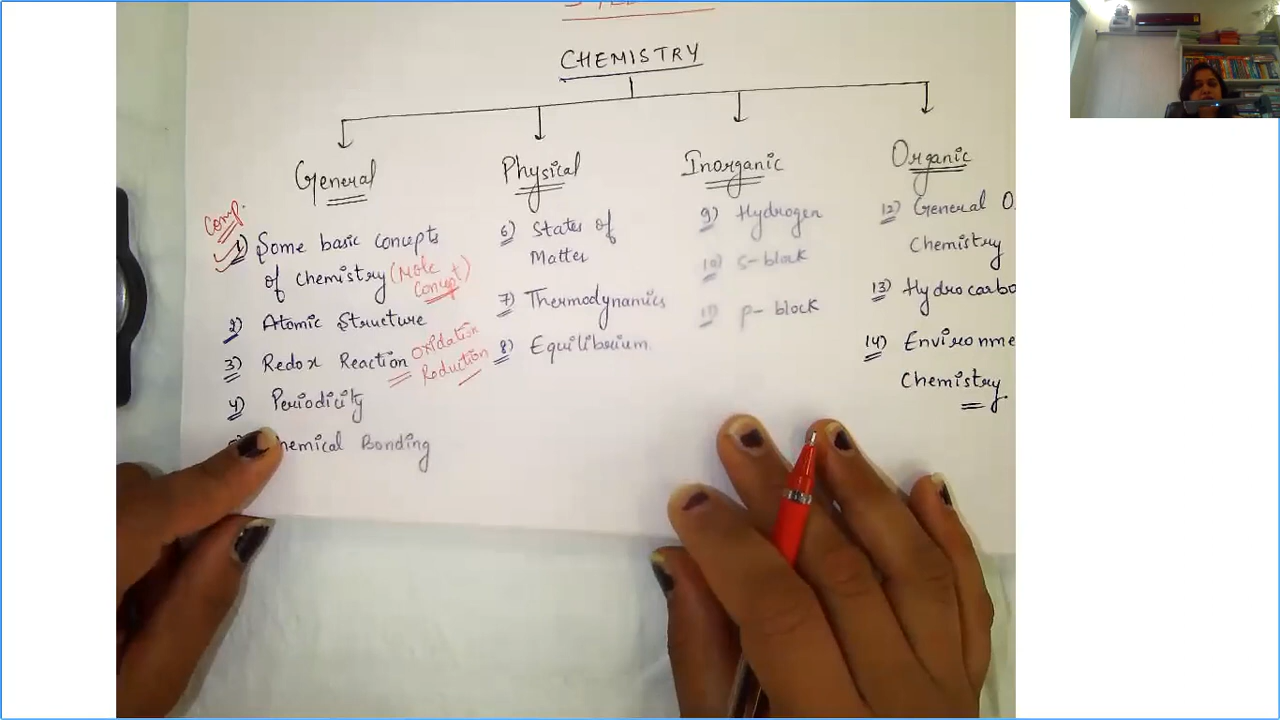 CHEMISTRY
General
Comp.
1) Some basic concepts
of chemistry (Mole
Concept)
2) Atomic Structure
3) Redox Reaction Oxidation
Reduction
4) Periodicity
hemical Bonding
Physical
6) States of
Matter
7) Thermodynamics
8) Equilibrium
Inorganic
9) Hydrogen
10) S-block
11) p-block
Organic
12) General O
Chemistry
13) Hydrocarbo
14) Environme
Chemistry